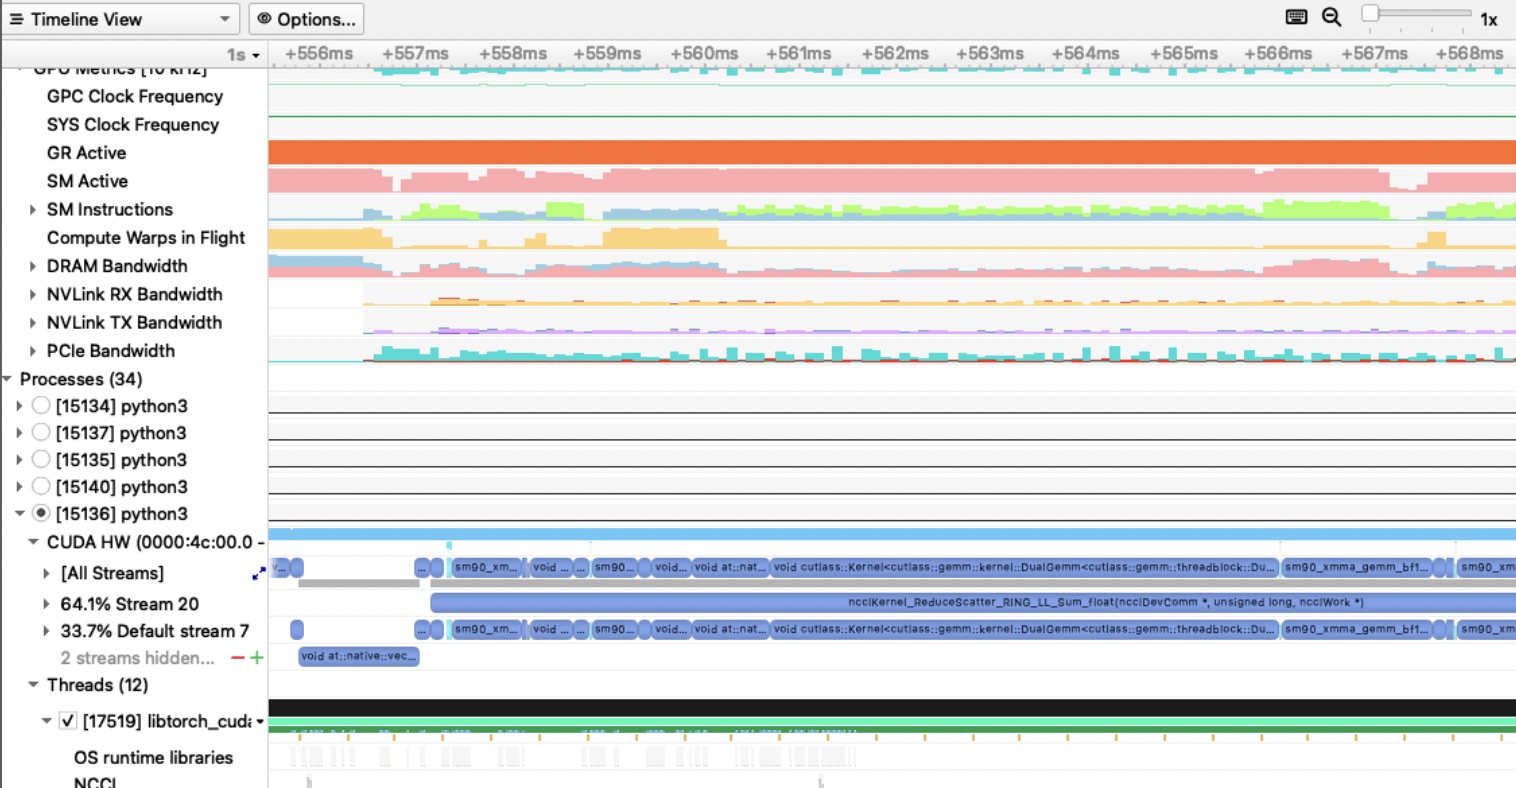 Timeline View Options... 1x
1s +556ms +557ms +558ms +559ms +560ms +561ms +562ms +563ms +564ms +565ms +566ms +567ms +568ms
GPU Metrics [10 kHz]
GPC Clock Frequency
SYS Clock Frequency
GR Active
SM Active
SM Instructions
Compute Warps in Flight
DRAM Bandwidth
NVLink RX Bandwidth
NVLink TX Bandwidth
PCIe Bandwidth
Processes (34)
[15134] python3
[15137] python3
[15135] python3
[15140] python3
[15136] python3
CUDA HW (0000:4c:00.0 -
[All Streams] v... ... sm90_xm... void ... ... sm90... void... void at::nat... void cutlass::Kernel<cutlass::gemm::kernel::DualGemm<cutlass::gemm::threadblock::Du... sm90_xmma_gemm_bf1... sm90_xm
64.1% Stream 20 ncclKernel_ReduceScatter_RING_LL_Sum_float(ncclDevComm *, unsigned long, ncclWork *)
33.7% Default stream 7 ... sm90_xm... void ... ... sm90... void... void at::nat... void cutlass::Kernel<cutlass::gemm::kernel::DualGemm<cutlass::gemm::threadblock::Du... sm90_xmma_gemm_bf1... sm90_xm
2 streams hidden... void at::native::vec...
Threads (12)
[17519] libtorch_cuda
OS runtime libraries
NCCL